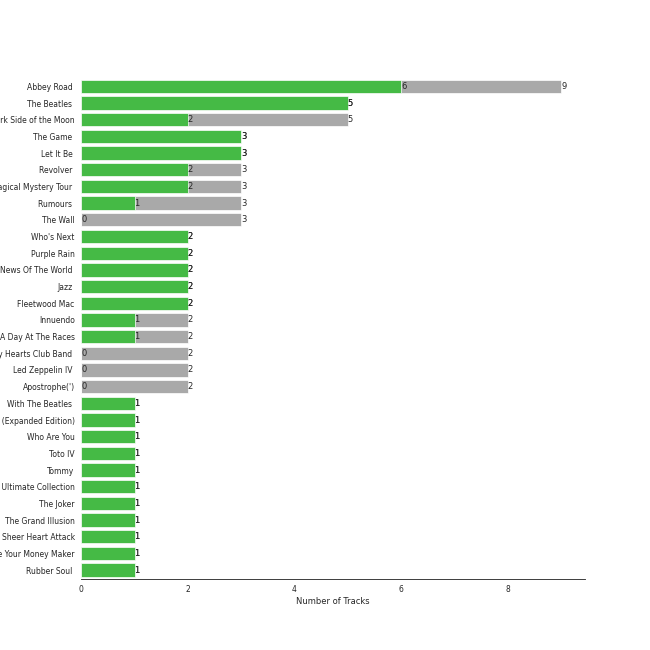 Abbey Road 6 9
The Beatles 5
rk Side of the Moon 2 5
The Game 3
Let It Be 3
Revolver 2 3
agical Mystery Tour 2 3
Rumours 1 3
The Wall 0 3
Who's Next 2
Purple Rain 2
News Of The World 2
Jazz 2
Fleetwood Mac 2
Innuendo 1 2
A Day At The Races 1 2
y Hearts Club Band 0 2
Led Zeppelin IV 0 2
Apostrophe(') 0 2
With The Beatles 1
(Expanded Edition) 1
Who Are You 1
Toto IV 1
Tommy 1
Ultimate Collection 1
The Joker 1
The Grand Illusion 1
Sheer Heart Attack 1
e Your Money Maker 1
Rubber Soul 1
0 2 4 6 8
Number of Tracks